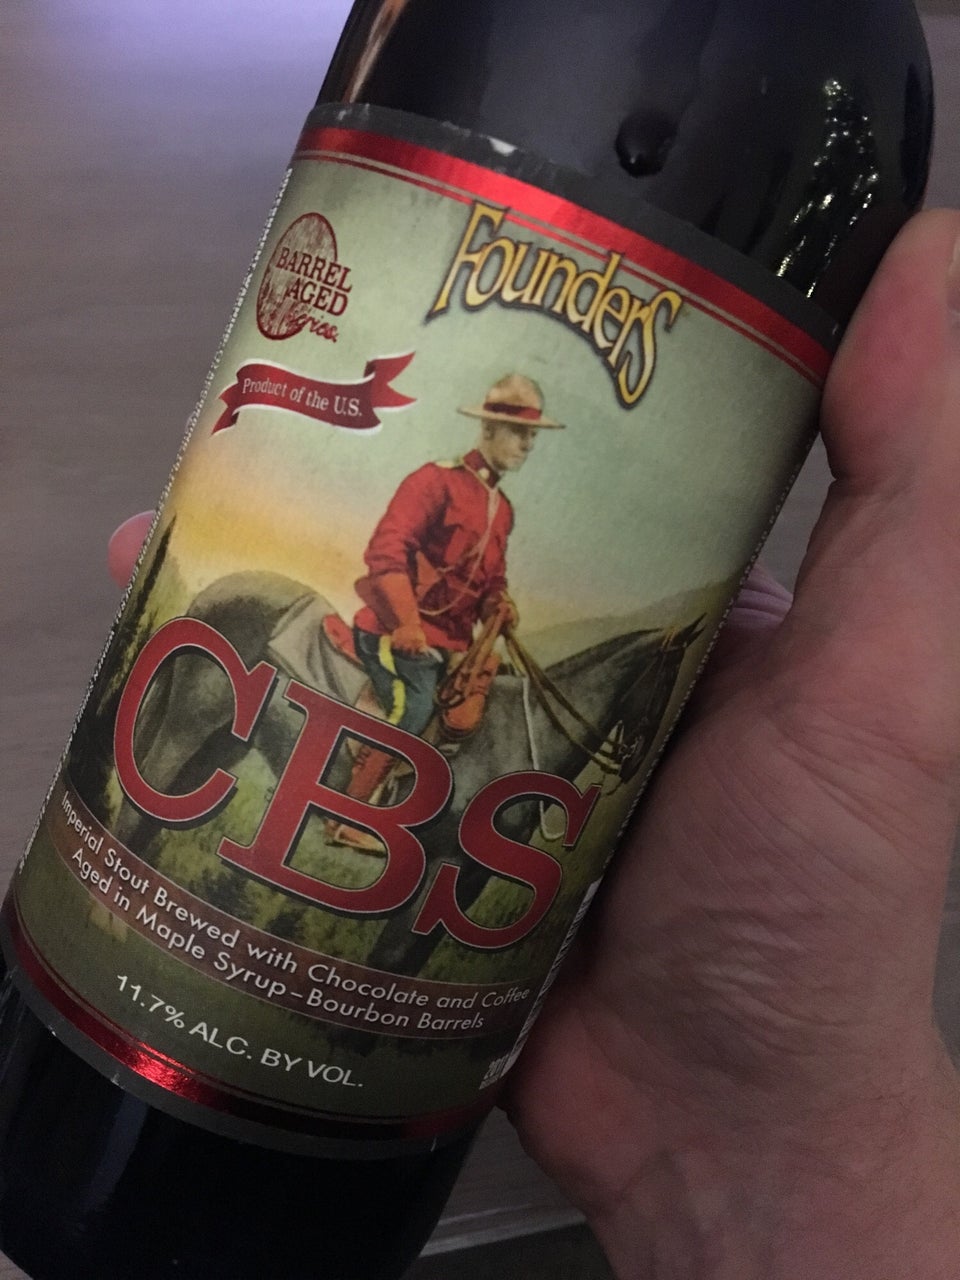 Founders
BARREL
AGED
Series
Product of the U.S.
CBS
Imperial Stout Brewed with Chocolate and Coffee
Aged in Maple Syrup–Bourbon Barrels
11.7% ALC. BY VOL.